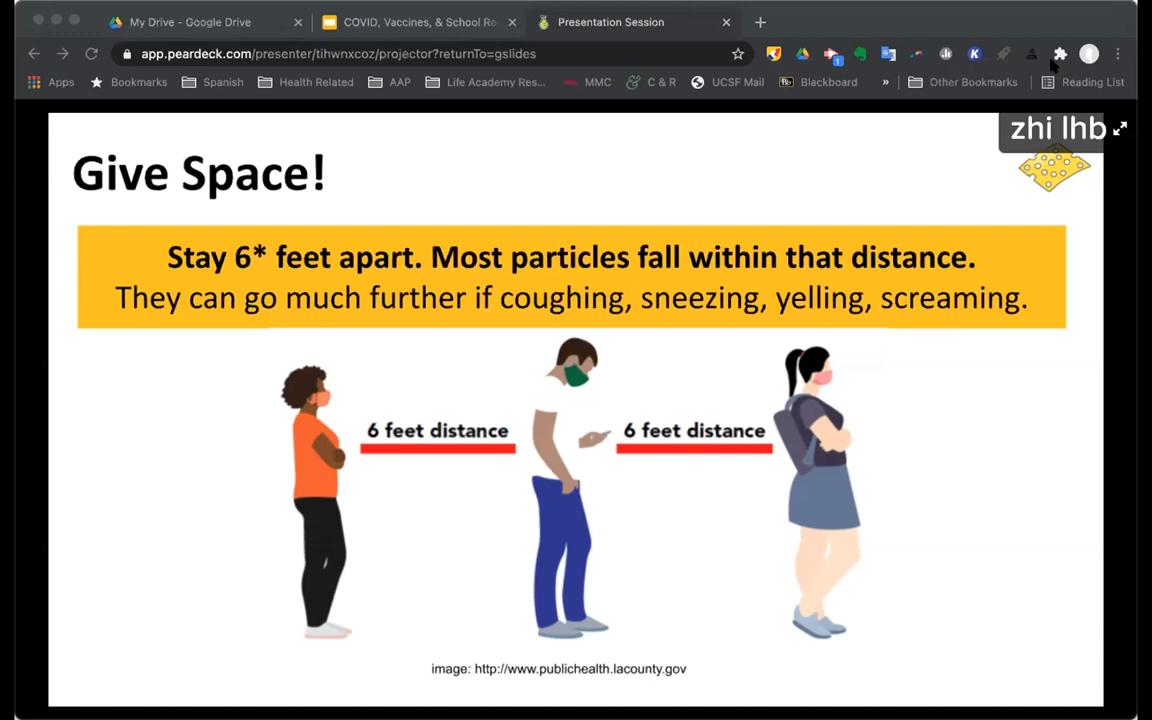 My Drive - Google Drive
COVID, Vaccines, & School Re
Presentation Session
app.peardeck.com/presenter/tihwnxcoz/projector?returnTo=gslides
1
K
Apps
Bookmarks
Spanish
Health Related
AAP
Life Academy Res...
MMC
C & R
UCSF Mail
Bb
Blackboard
»
Other Bookmarks
Reading List
zhi lhb
Give Space!
Stay 6* feet apart. Most particles fall within that distance.
They can go much further if coughing, sneezing, yelling, screaming.
6 feet distance
6 feet distance
image: http://www.publichealth.lacounty.gov